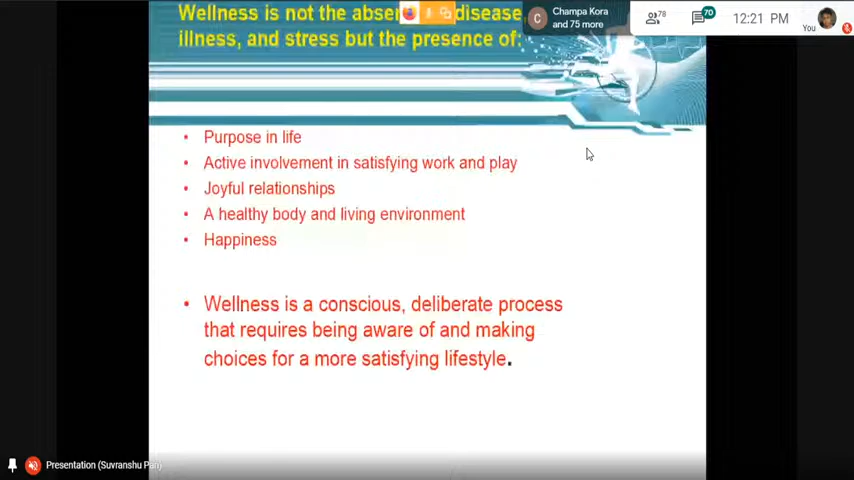 Wellness is not the disease,
illness, and stress but the presence of:
Champa Kora
and 75 more
78
70
12:21 PM
You
• Purpose in life
• Active involvement in satisfying work and play
• Joyful relationships
• A healthy body and living environment
• Happiness
• Wellness is a conscious, deliberate process
that requires being aware of and making
choices for a more satisfying lifestyle.
Presentation (Suvranshu